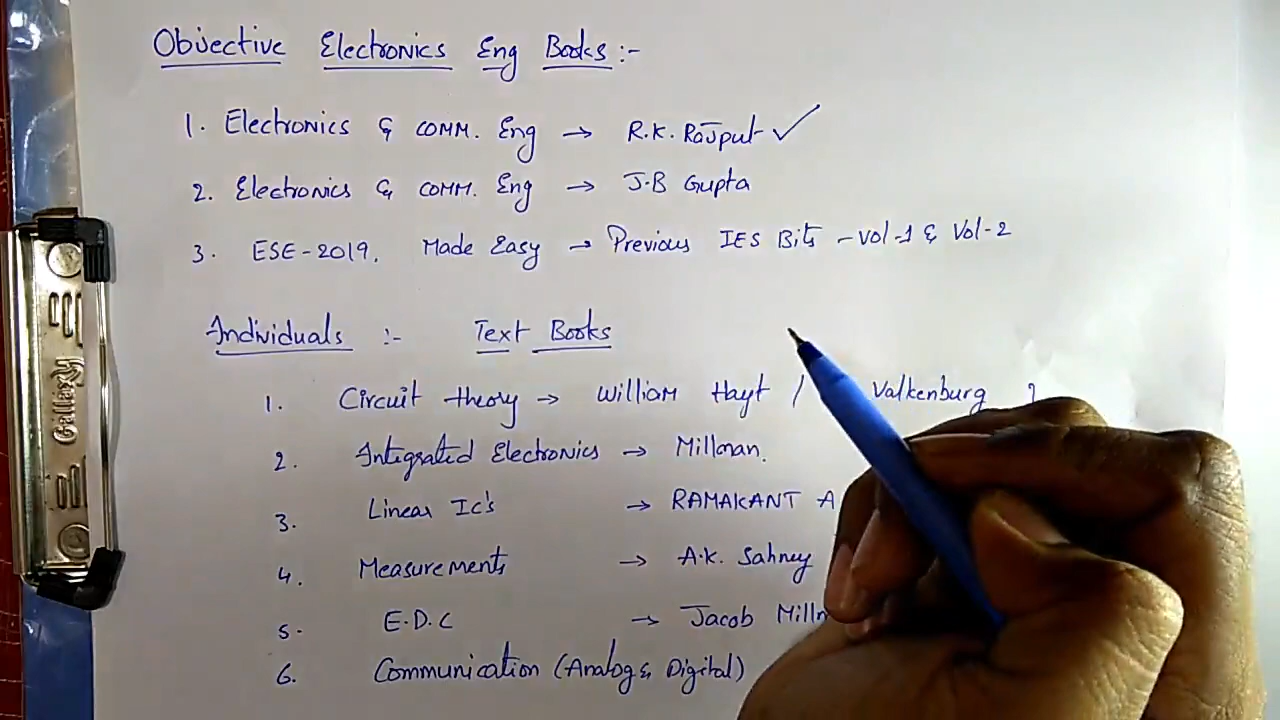 Objective Electronics Eng Books :-
1. Electronics & COMM. Eng → R.K. Rajput ✓
2. Electronics & COMM. Eng → J.B Gupta
3. ESE-2019. Made Easy → Previous IES Bits - Vol-1 & Vol-2
Individuals :- Text Books
1. Circuit theory → William Hayt / Valkenburg
2. Integrated Electronics → Millman.
3. Linear Ic's → RAMAKANT A
4. Measurements → A.K. Sahney
5. E.D.C → Jacob Millm
6. Communication (Analog & Digital)
Galaxy